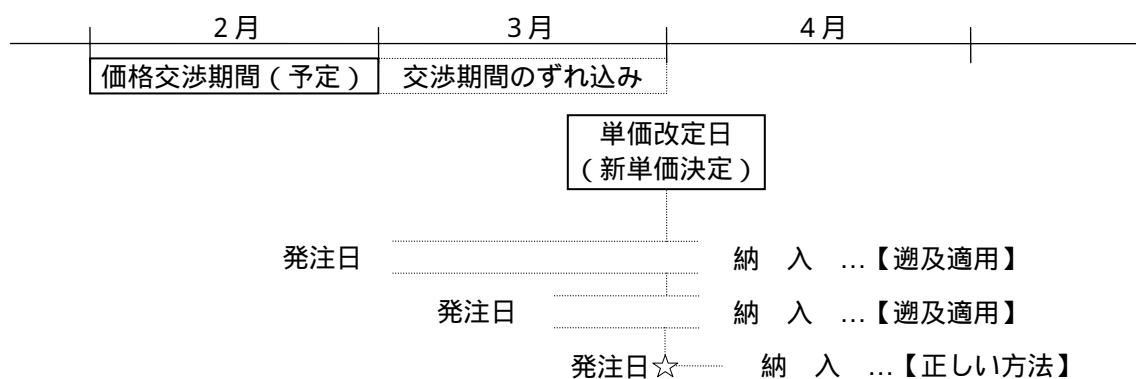 2月 3月 4月
価格交渉期間(予定) 交渉期間のずれ込み
単価改定日
(新単価決定)
発注日 納 入 …【遡及適用】
発注日 納 入 …【遡及適用】
発注日☆ 納 入 …【正しい方法】